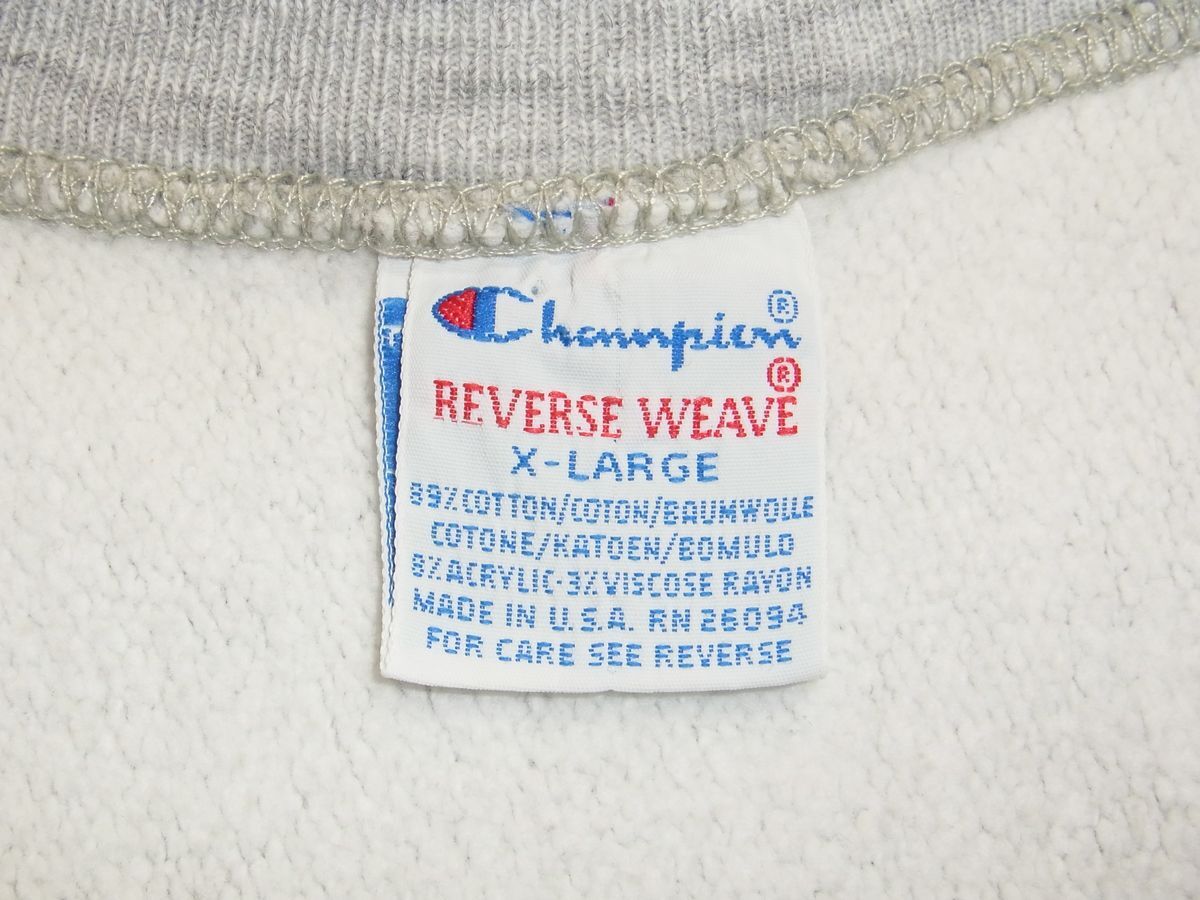 Champion®
REVERSE WEAVE®
X-LARGE
89% COTTON/COTON/BAUMWOLLE
COTONE/KATOEN/BOMULD
8% ACRYLIC-3% VISCOSE RAYON
MADE IN U.S.A. RN 26094
FOR CARE SEE REVERSE